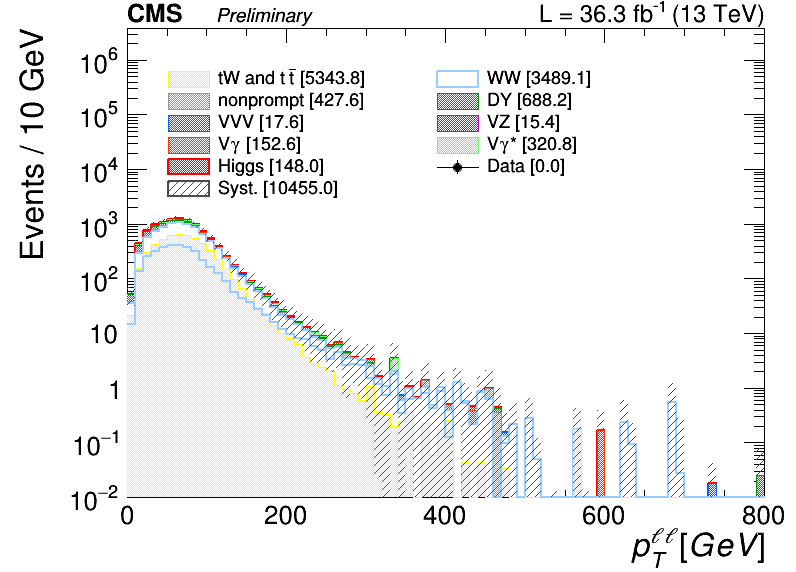 CMS Preliminary L = 36.3 fb⁻¹ (13 TeV)
Events / 10 GeV
10⁶
10⁵
10⁴
10³
10²
10
1
10⁻¹
10⁻²
tW and tt̅ [5343.8]
nonprompt [427.6]
VVV [17.6]
Vγ [152.6]
Higgs [148.0]
Syst. [10455.0]
WW [3489.1]
DY [688.2]
VZ [15.4]
Vγ* [320.8]
Data [0.0]
0 200 400 600 800
p_T^ℓℓ [GeV]